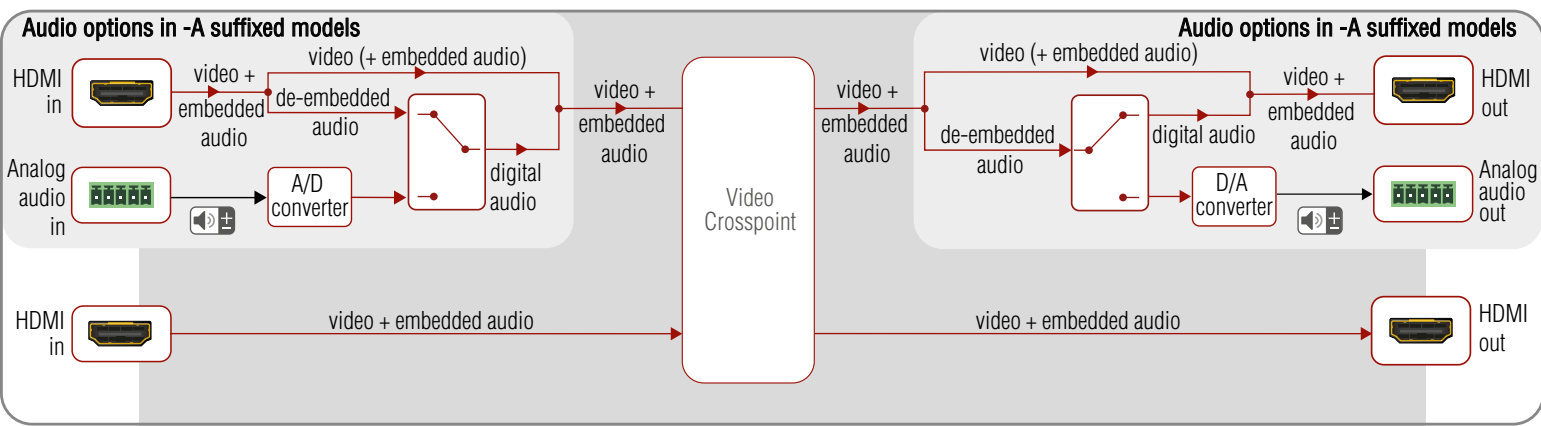 Audio options in -A suffixed models
HDMI
in
video +
embedded
audio
video (+ embedded audio)
de-embedded
audio
Analog
audio
in
A/D
converter
digital
audio
video +
embedded
audio
HDMI
in
video + embedded audio
Video
Crosspoint
Audio options in -A suffixed models
video +
embedded
audio
video (+ embedded audio)
de-embedded
audio
digital audio
video +
embedded
audio
HDMI
out
D/A
converter
Analog
audio
out
video + embedded audio
HDMI
out